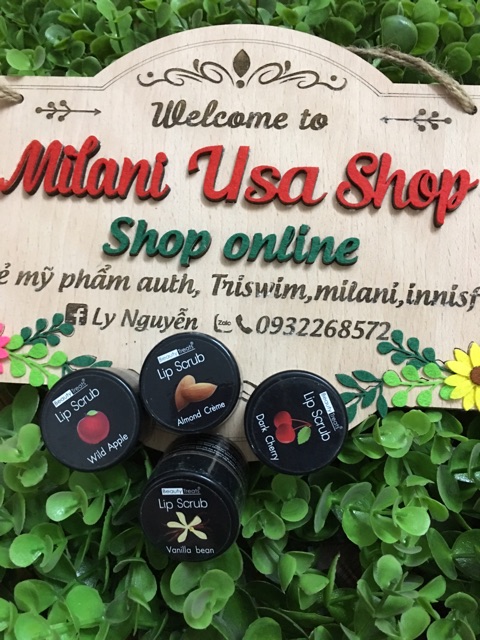 Welcome to
Milani Usa Shop
Shop online
ẻ mỹ phẩm auth, Triswim,milani,innisf
Ly Nguyễn Zalo 0932268572
Beauty Treats
Lip Scrub
Wild Apple
Beauty Treats
Lip Scrub
Almond Crème
Lip Scrub
Dark Cherry
Beauty Treats
Lip Scrub
Vanilla bean